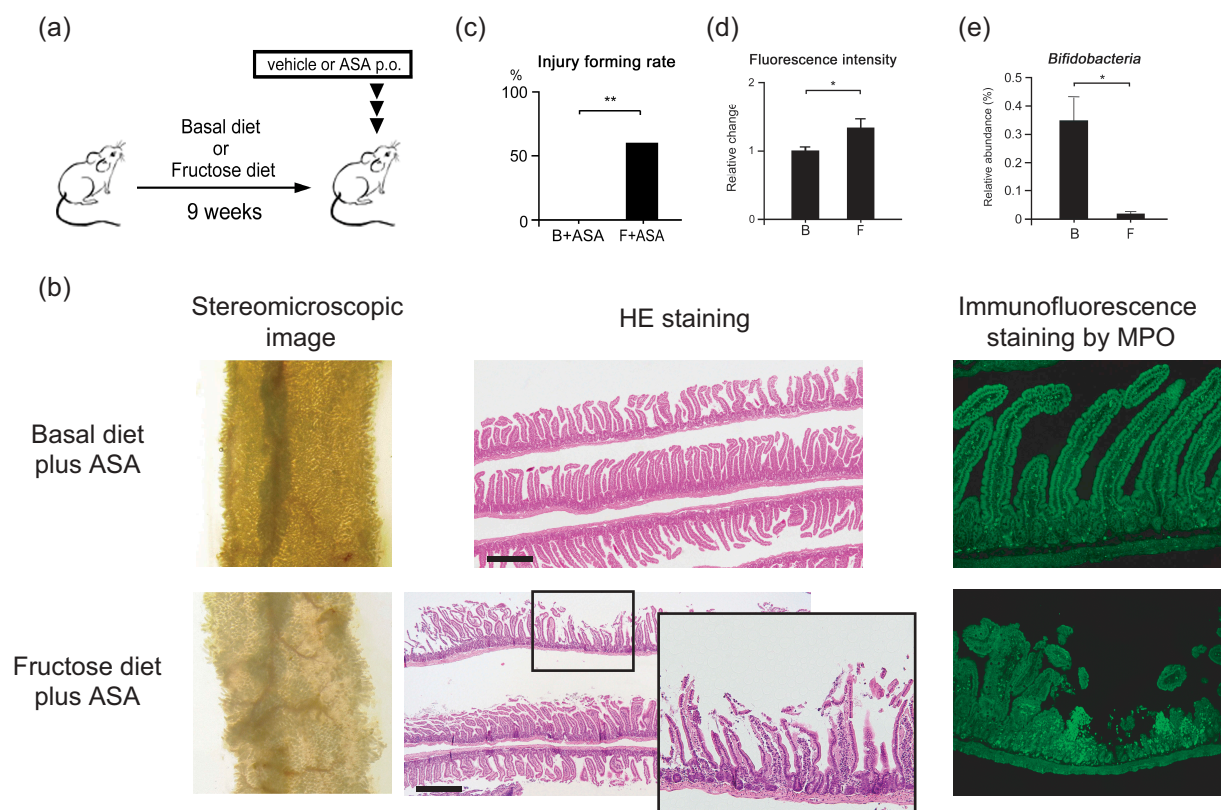 (a)
vehicle or ASA p.o.
Basal diet
or
Fructose diet
9 weeks
(c)
Injury forming rate
%
100
50
0
**
B+ASA
F+ASA
(d)
Fluorescence intensity
Relative change
2
1
0
*
B
F
(e)
Bifidobacteria
Relative abundance (%)
0.5
0.4
0.3
0.2
0.1
0
*
B
F
(b)
Stereomicroscopic
image
HE staining
Immunofluorescence
staining by MPO
Basal diet
plus ASA
Fructose diet
plus ASA